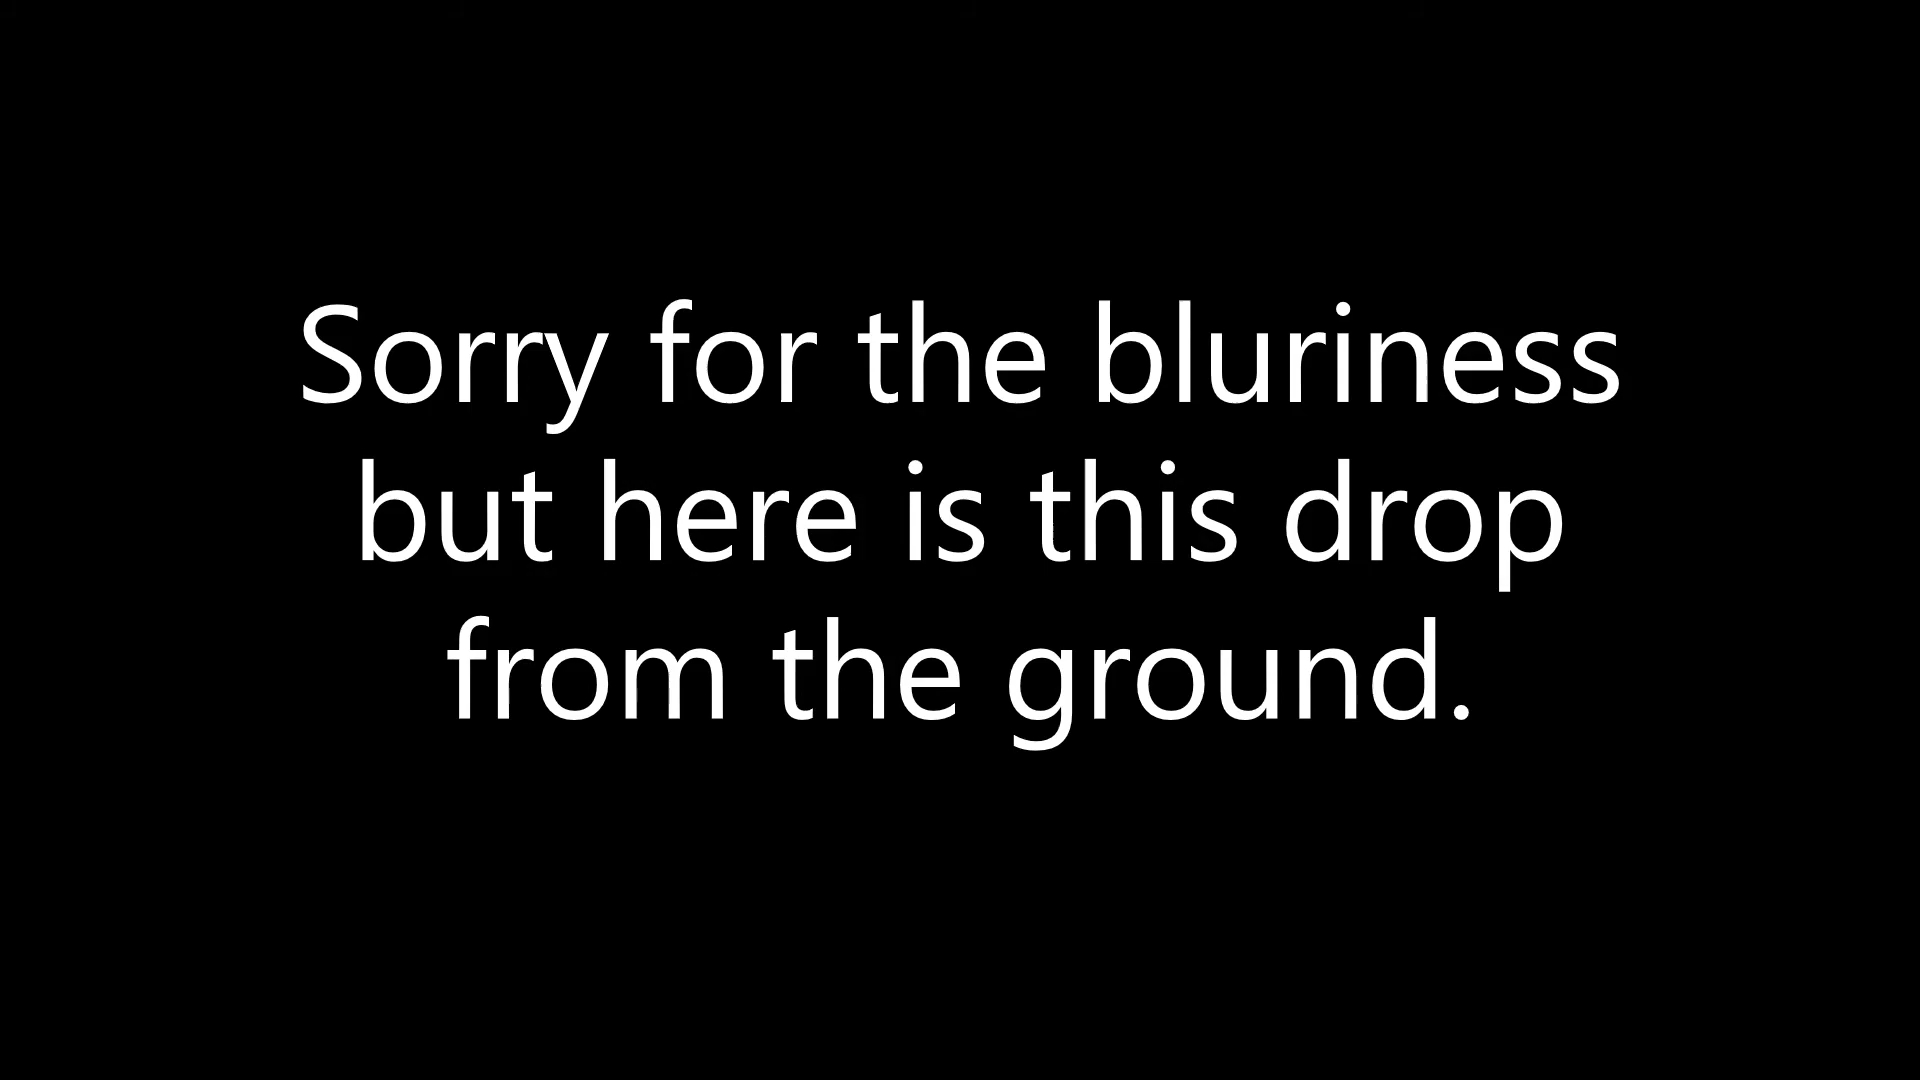 Sorry for the bluriness
but here is this drop
from the ground.